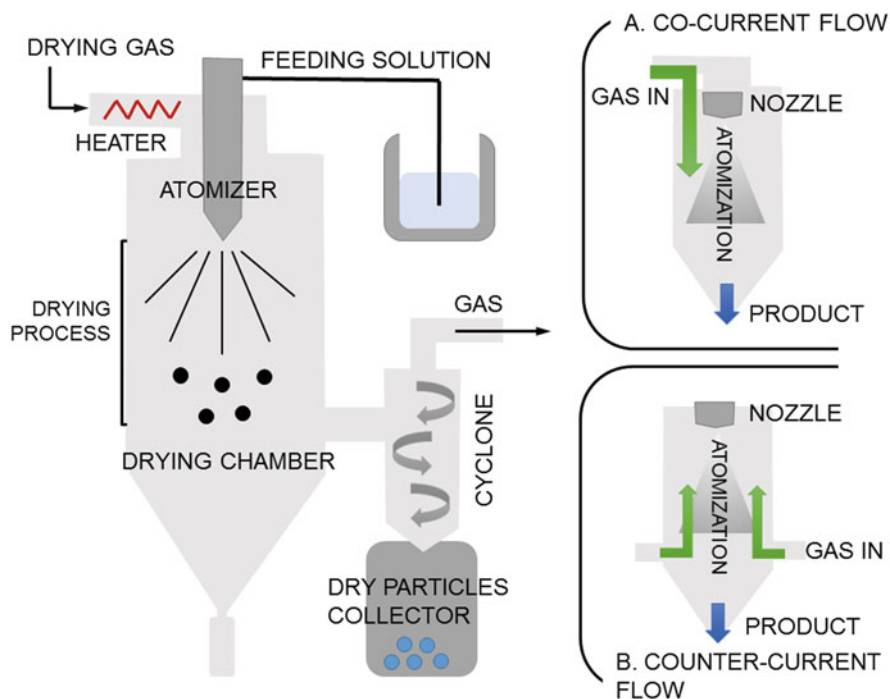 DRYING GAS
FEEDING SOLUTION
HEATER
ATOMIZER
DRYING
PROCESS
DRYING CHAMBER
GAS
CYCLONE
DRY PARTICLES
COLLECTOR
A. CO-CURRENT FLOW
GAS IN
NOZZLE
ATOMIZATION
PRODUCT
NOZZLE
ATOMIZATION
GAS IN
PRODUCT
B. COUNTER-CURRENT
FLOW